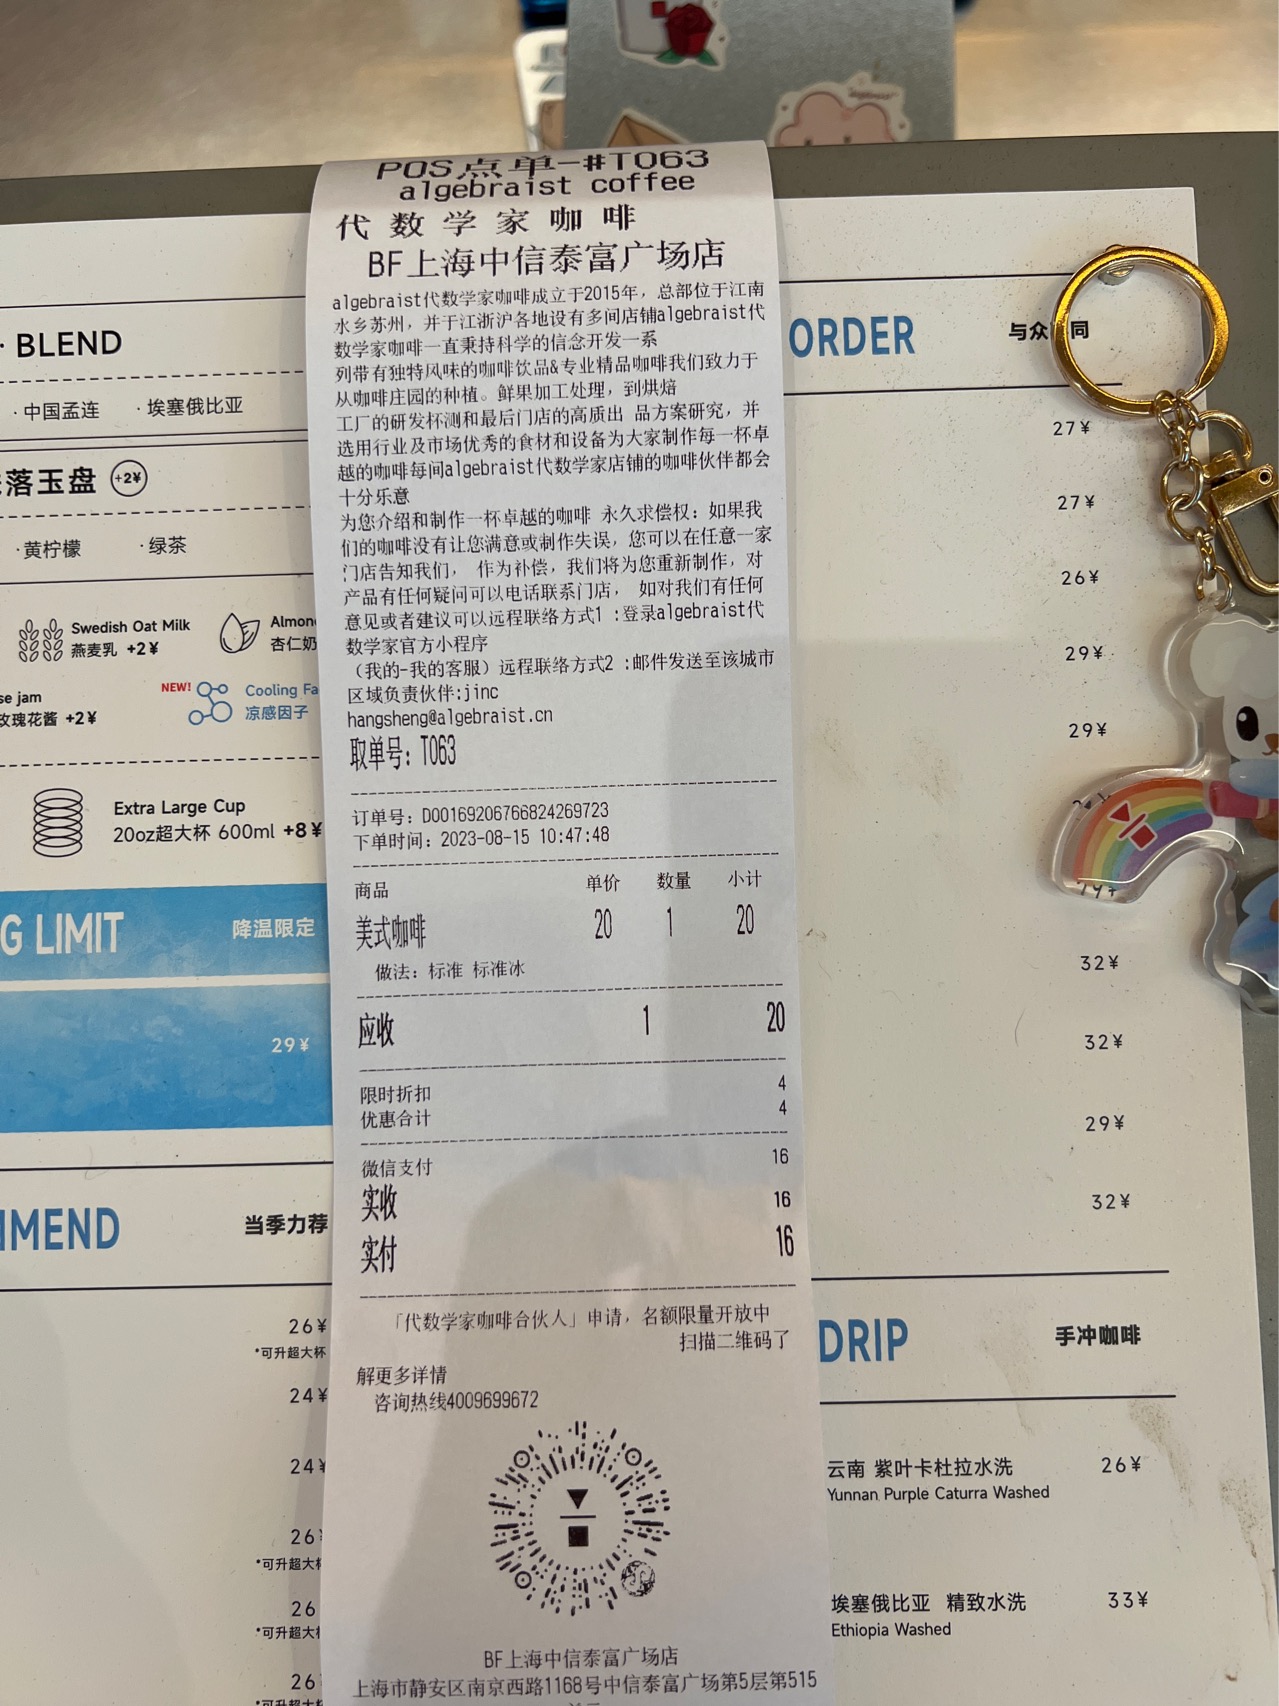 POS点单-#T063
algebraist coffee
代数学家咖啡
BF上海中信泰富广场店
algebraist代数学家咖啡成立于2015年，总部位于江南
水乡苏州，并于江浙沪各地设有多间店铺algebraist代
数学家咖啡一直秉持科学的信念开发一系
列带有独特风味的咖啡饮品&专业精品咖啡我们致力于
从咖啡庄园的种植。鲜果加工处理，到烘焙
工厂的研发杯测和最后门店的高质出 品方案研究，并
选用行业及市场优秀的食材和设备为大家制作每一杯卓
越的咖啡每间algebraist代数学家店铺的咖啡伙伴都会
十分乐意
为您介绍和制作一杯卓越的咖啡 永久求偿权：如果我
们的咖啡没有让您满意或制作失误，您可以在任意一家
门店告知我们， 作为补偿，我们将为您重新制作，对
产品有任何疑问可以电话联系门店， 如对我们有任何
意见或者建议可以远程联络方式1 :登录algebraist代
数学家官方小程序
（我的-我的客服）远程联络方式2 :邮件发送至该城市
区域负责伙伴:jinc
hangsheng@algebraist.cn
取单号：T063
订单号：D00169206766824269723
下单时间：2023-08-15 10:47:48
商品 单价 数量 小计
美式咖啡 20 1 20
做法：标准 标准冰
应收 1 20
限时折扣 4
优惠合计 4
微信支付 16
实收 16
实付 16
「代数学家咖啡合伙人」申请，名额限量开放中
扫描二维码了
解更多详情
咨询热线4009699672
BF上海中信泰富广场店
上海市静安区南京西路1168号中信泰富广场第5层第515
· BLEND
·中国孟连 ·埃塞俄比亚
落玉盘 +2¥
·黄柠檬 ·绿茶
Swedish Oat Milk
燕麦乳 +2¥
杏仁奶
se jam
玫瑰花酱 +2¥
NEW!
Cooling Fa
凉感因子
Extra Large Cup
20oz超大杯 600ml +8¥
G LIMIT 降温限定
29¥
MEND 当季力荐
26¥
*可升超大杯
24¥
24¥
26
*可升超大杯
26
*可升超大杯
26
*可升超大杯
ORDER 与众 同
27¥
27¥
26¥
29¥
29¥
32¥
32¥
29¥
32¥
DRIP 手冲咖啡
云南 紫叶卡杜拉水洗 26¥
Yunnan Purple Caturra Washed
埃塞俄比亚 精致水洗 33¥
Ethiopia Washed